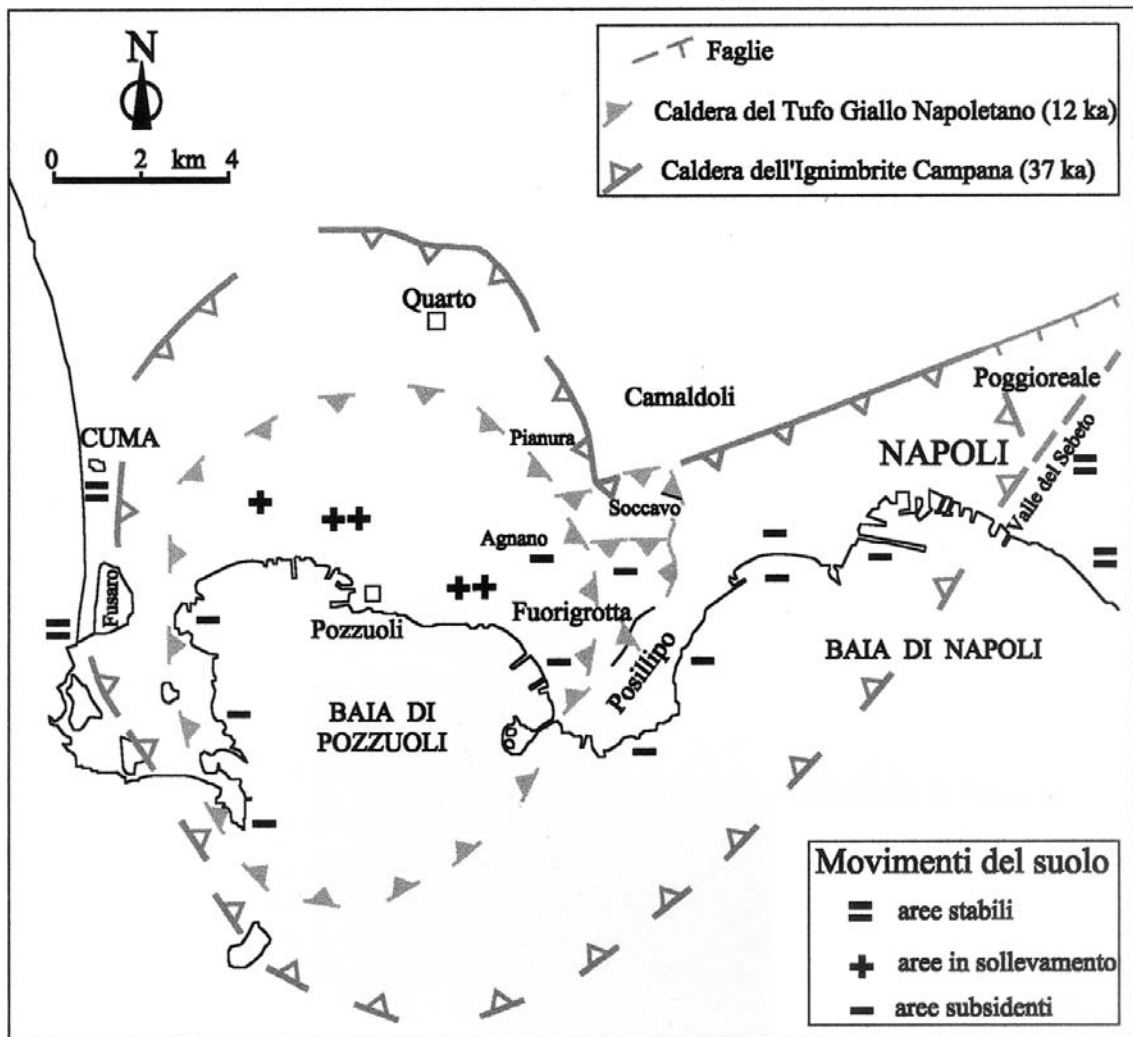 N
0 2 km 4
Faglie
Caldera del Tufo Giallo Napoletano (12 ka)
Caldera dell'Ignimbrite Campana (37 ka)
Quarto
Camaldoli
Poggioreale
Pianura
CUMA
NAPOLI
Valle del Sebeto
Soccavo
Agnano
Fusaro
Fuorigrotta
Pozzuoli
Posillipo
BAIA DI NAPOLI
BAIA DI
POZZUOLI
Movimenti del suolo
aree stabili
aree in sollevamento
aree subsidenti